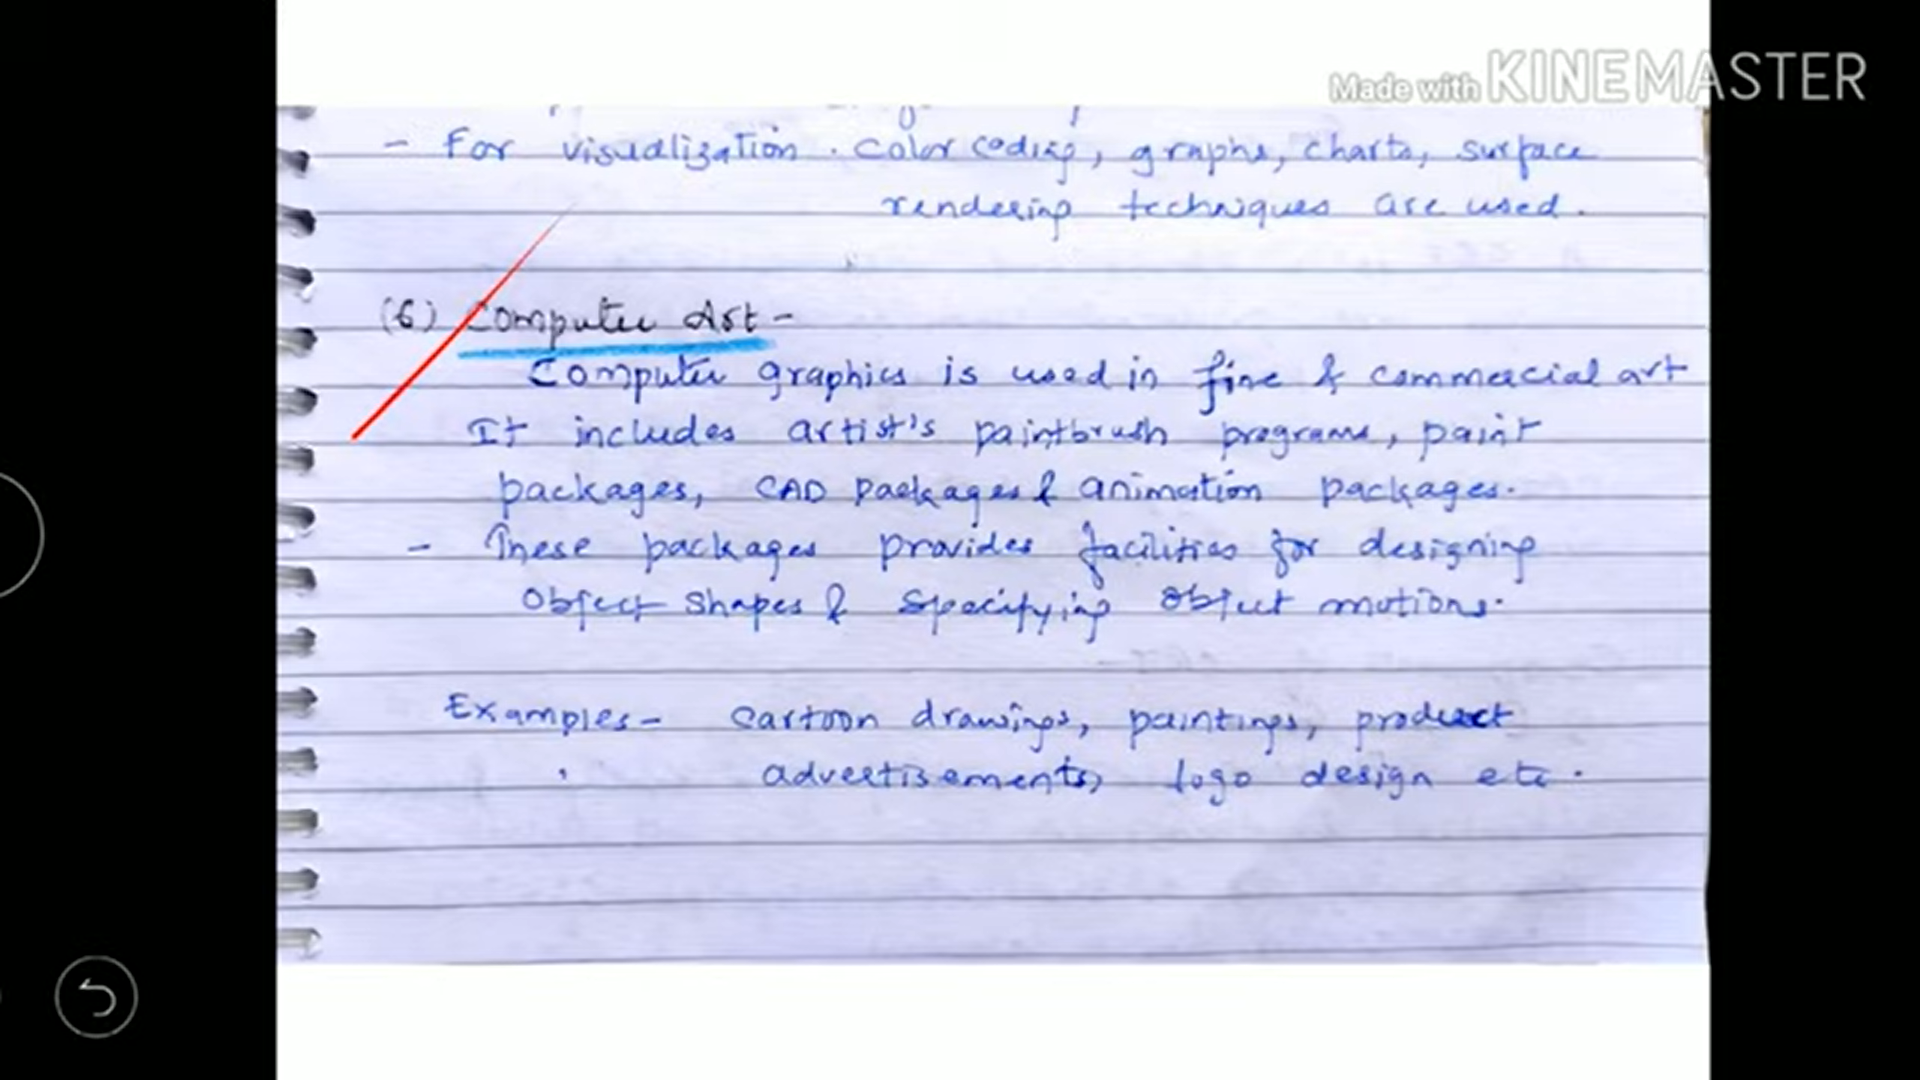 Made with KINEMASTER
- For visualization. color coding, graphs, charts, surface
rendering techniques are used.
(6) Computer Art -
Computer graphics is used in fine & commercial art
It includes artist's paintbrush programs, paint
packages, CAD packages & animation packages.
- These packages provides facilities for designing
object shapes & specifying object motions.
Examples - cartoon drawings, paintings, product
advertisements, logo design etc.